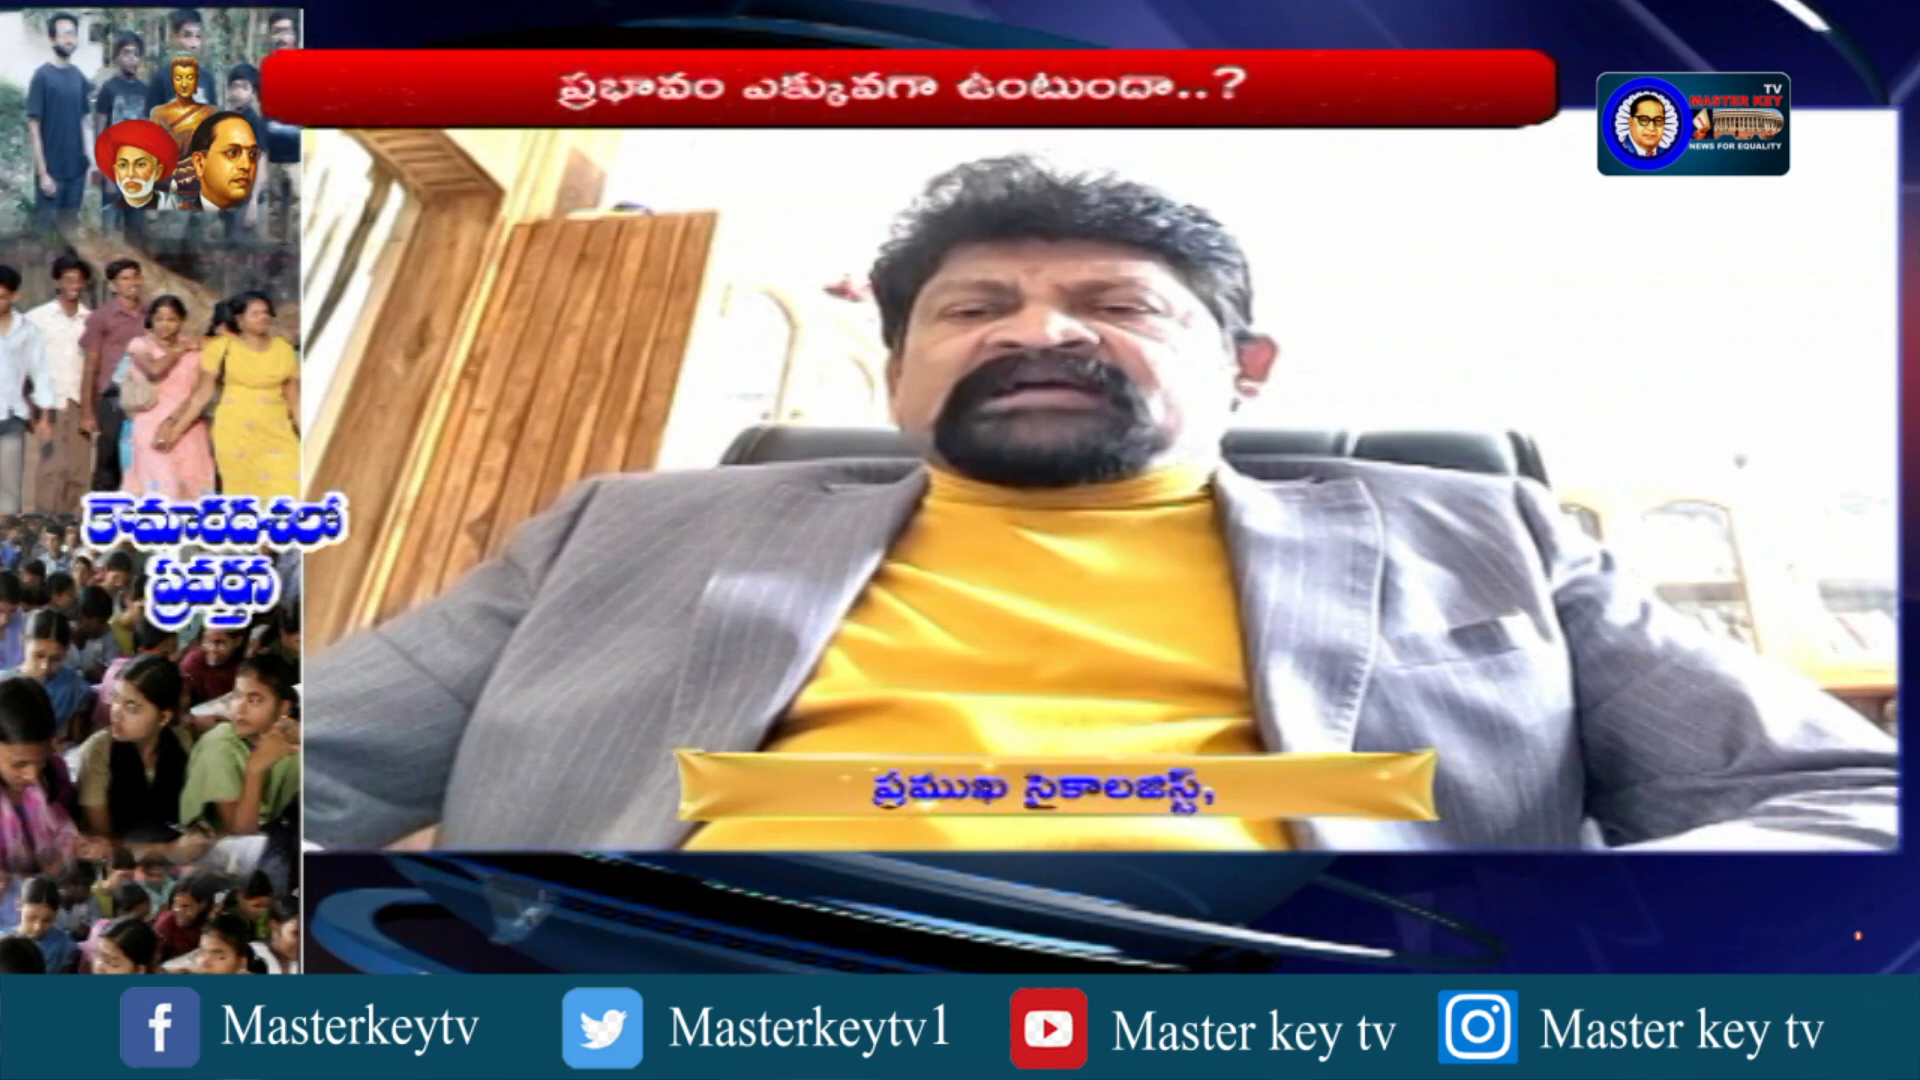 ప్రభావం ఎక్కువగా ఉంటుందా..?
TV
MASTER KEY
NEWS FOR EQUALITY
కౌమారదశలో
ప్రవర్తన
ప్రముఖ సైకాలజిస్ట్,
Masterkeytv
Masterkeytv1
Master key tv
Master key tv